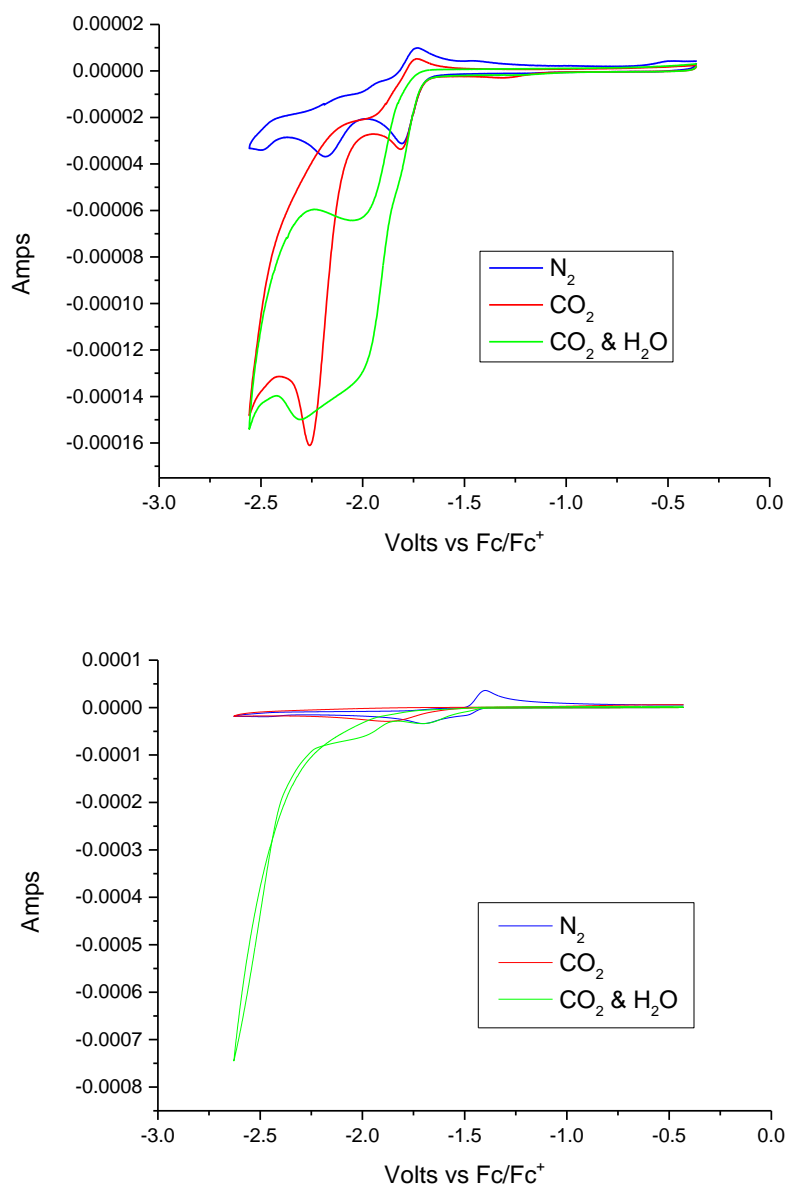 0.00002
0.00000
-0.00002
-0.00004
-0.00006
-0.00008
-0.00010
-0.00012
-0.00014
-0.00016
Amps
N₂
CO₂
CO₂ & H₂O
-3.0 -2.5 -2.0 -1.5 -1.0 -0.5 0.0
Volts vs Fc/Fc⁺
0.0001
0.0000
-0.0001
-0.0002
-0.0003
-0.0004
-0.0005
-0.0006
-0.0007
-0.0008
Amps
N₂
CO₂
CO₂ & H₂O
-3.0 -2.5 -2.0 -1.5 -1.0 -0.5 0.0
Volts vs Fc/Fc⁺